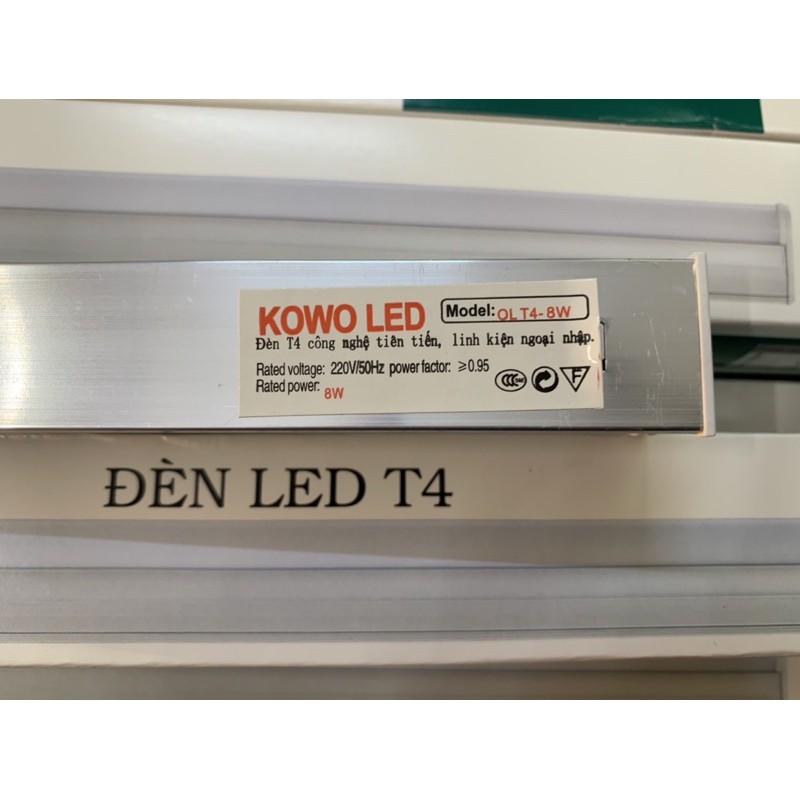 KOWO LED
Model: OL T4-8W
Đèn T4 công nghệ tiên tiến, linh kiện ngoại nhập.
Rated voltage: 220V/50Hz power factor: ≥0.95
Rated power: 8W
CCC F
ĐÈN LED T4